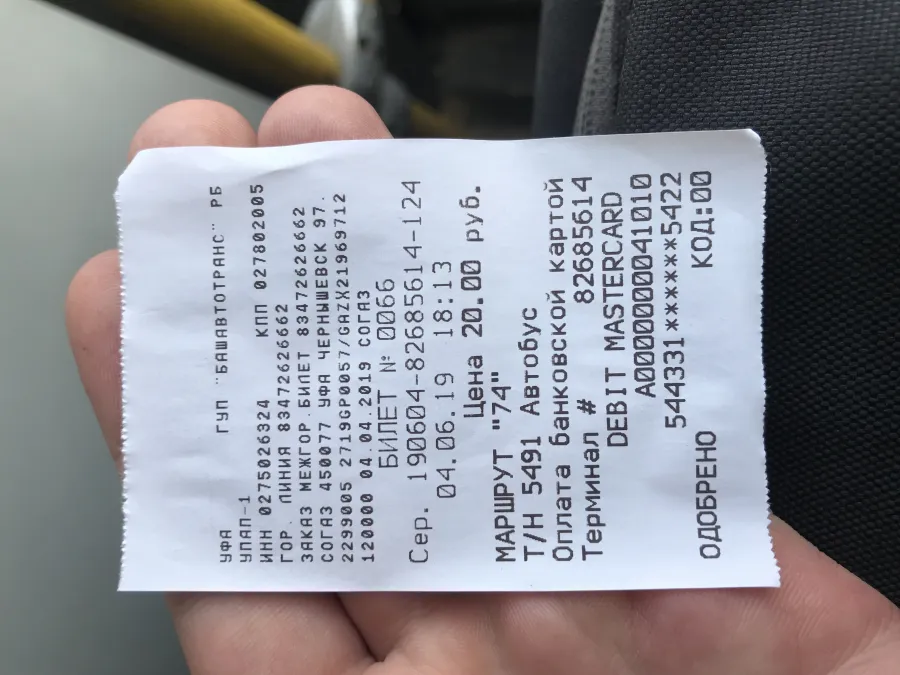 УФА ГУП "БАШАВТОТРАНС" РБ
УПАП-1
ИНН 0275026324 КПП 027802005
ГОР. ЛИНИЯ 83472626662
ЗАКАЗ МЕЖГОР.БИЛЕТ 83472626662
СОГАЗ 450077 УФА ЧЕРНЫШЕВСК 97.
2299005 2719GP0057/GAZX21969712
120000 04.04.2019 СОГАЗ
БИЛЕТ № 0066
Сер. 190604-82685614-124
04.06.19 18:13
Цена 20.00 руб.
МАРШРУТ "74"
Т/Н 5491 Автобус
Оплата банковской картой
Терминал # 82685614
DEBIT MASTERCARD
A0000000041010
544331******5422
ОДОБРЕНО КОД:00